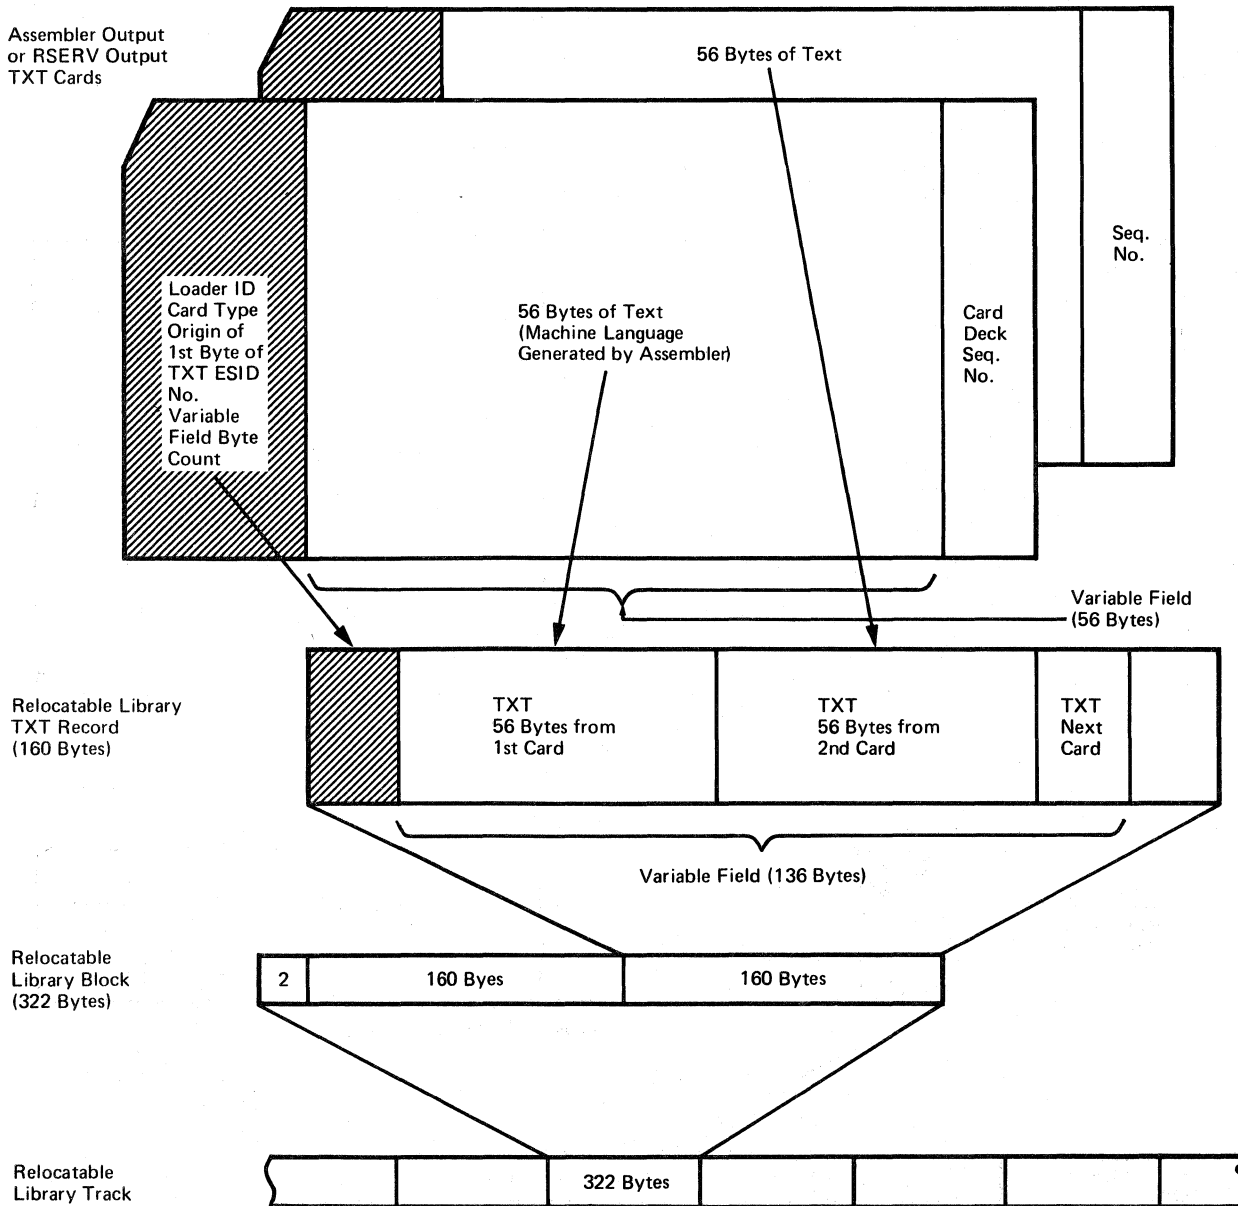 Assembler Output
or RSERV Output
TXT Cards
56 Bytes of Text
Seq.
No.
Loader ID
Card Type
Origin of
1st Byte of
TXT ESID
No.
Variable
Field Byte
Count
56 Bytes of Text
(Machine Language
Generated by Assembler)
Card
Deck
Seq.
No.
Variable Field
(56 Bytes)
Relocatable Library
TXT Record
(160 Bytes)
TXT
56 Bytes from
1st Card
TXT
56 Bytes from
2nd Card
TXT
Next
Card
Variable Field (136 Bytes)
Relocatable
Library Block
(322 Bytes)
2
160 Byes
160 Bytes
Relocatable
Library Track
322 Bytes